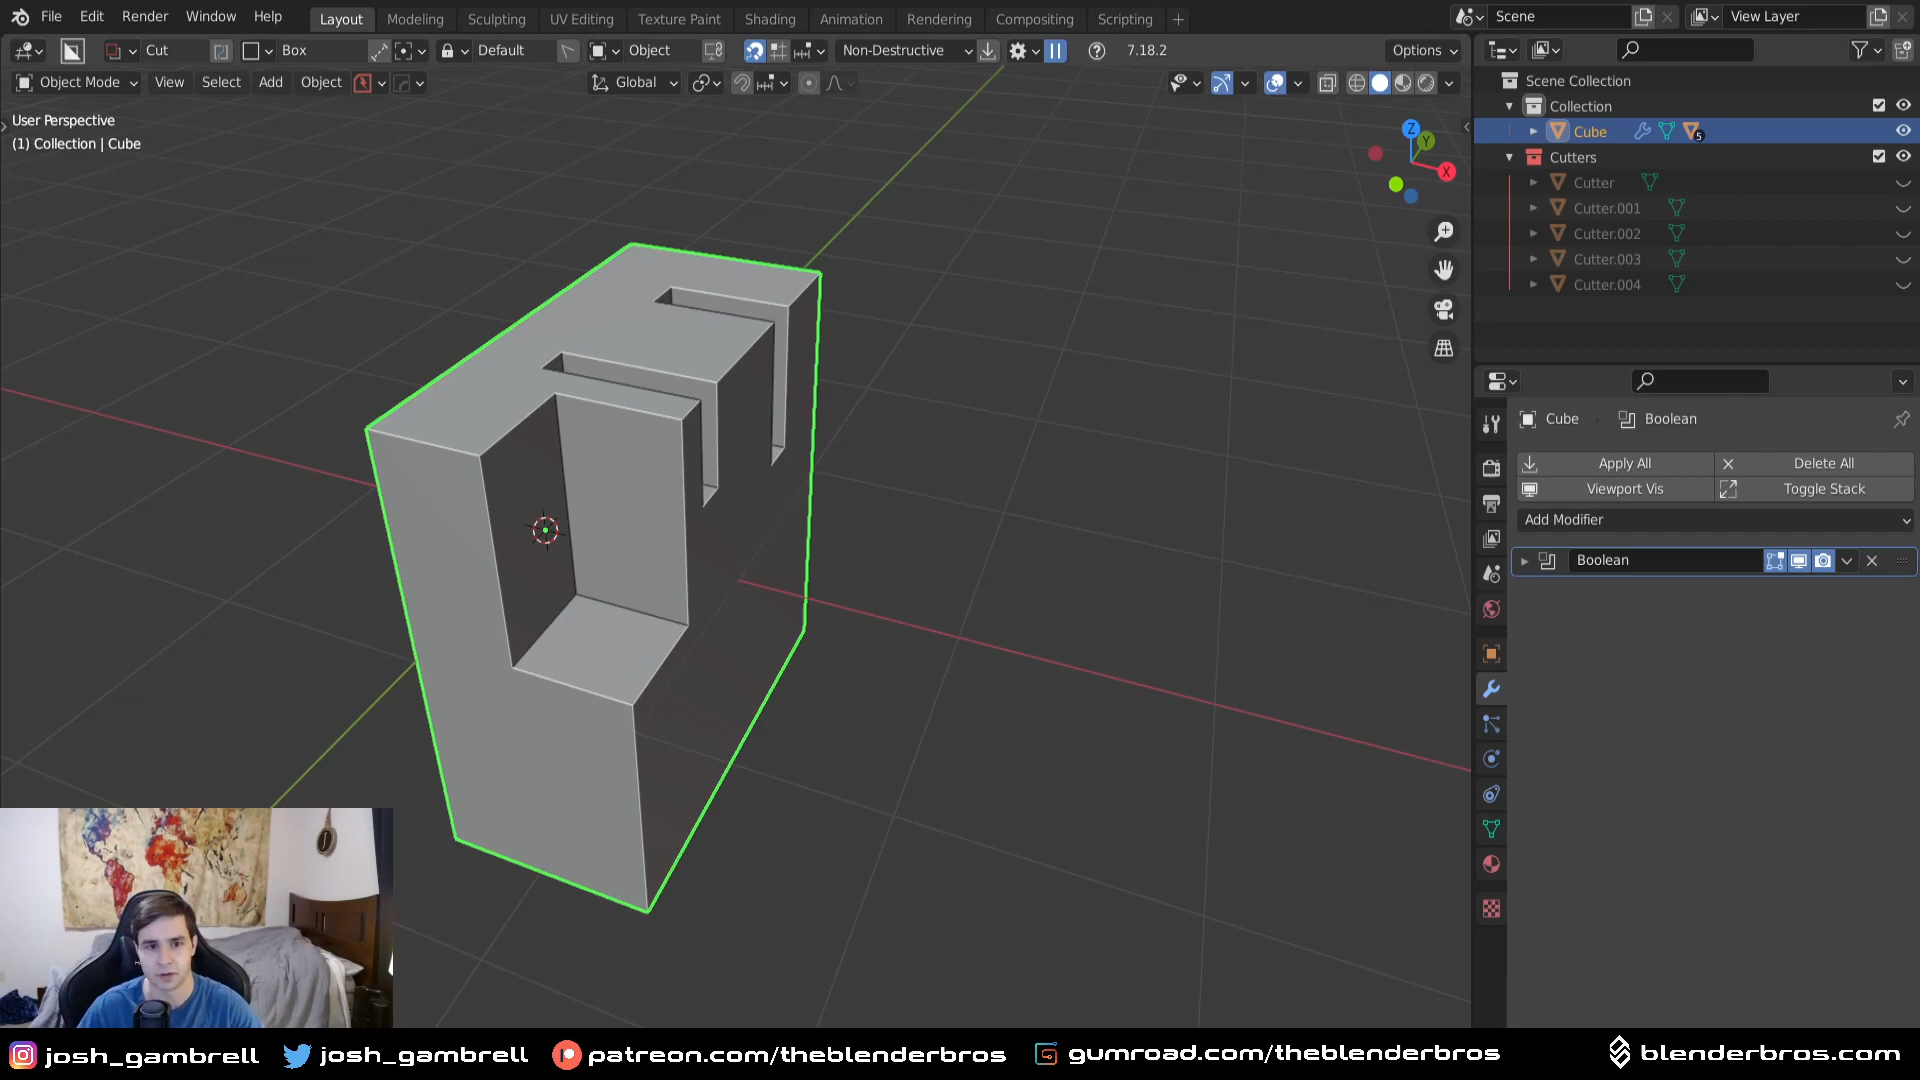 File Edit Render Window Help Layout Modeling Sculpting UV Editing Texture Paint Shading Animation Rendering Compositing Scripting + Scene View Layer
Cut Box Default Object Non-Destructive 7.18.2 Options
Object Mode View Select Add Object Global
User Perspective
(1) Collection | Cube
Z
Y
X
Scene Collection
Collection
Cube 5
Cutters
Cutter
Cutter.001
Cutter.002
Cutter.003
Cutter.004
Cube Boolean
Apply All Delete All
Viewport Vis Toggle Stack
Add Modifier
Boolean
josh_gambrell josh_gambrell patreon.com/theblenderbros gumroad.com/theblenderbros blenderbros.com